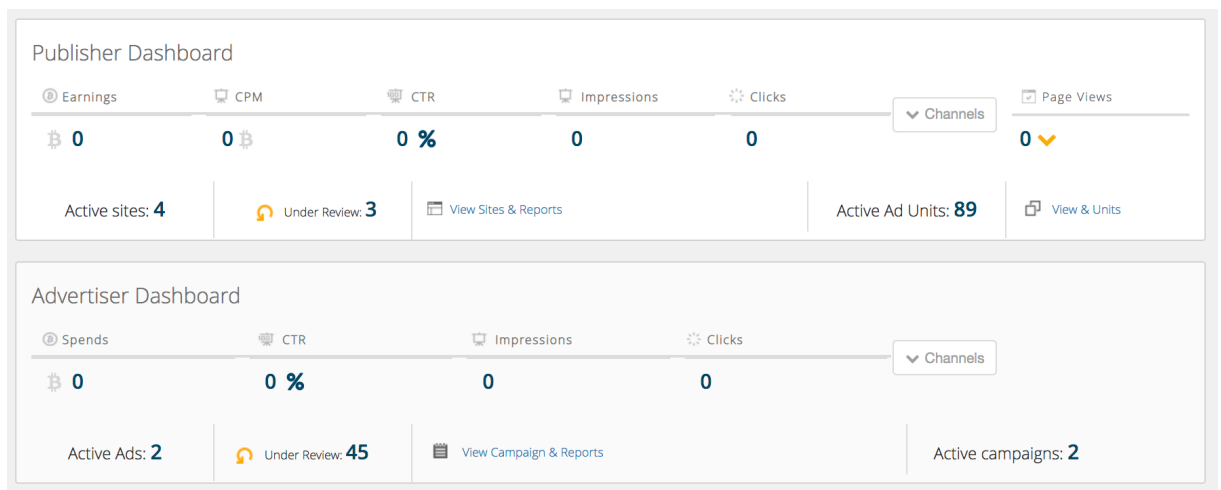 Publisher Dashboard
Earnings CPM CTR Impressions Clicks Channels Page Views
0 0 0 % 0 0 0
Active sites: 4 Under Review: 3 View Sites & Reports Active Ad Units: 89 View & Units
Advertiser Dashboard
Spends CTR Impressions Clicks Channels
0 0 % 0 0
Active Ads: 2 Under Review: 45 View Campaign & Reports Active campaigns: 2